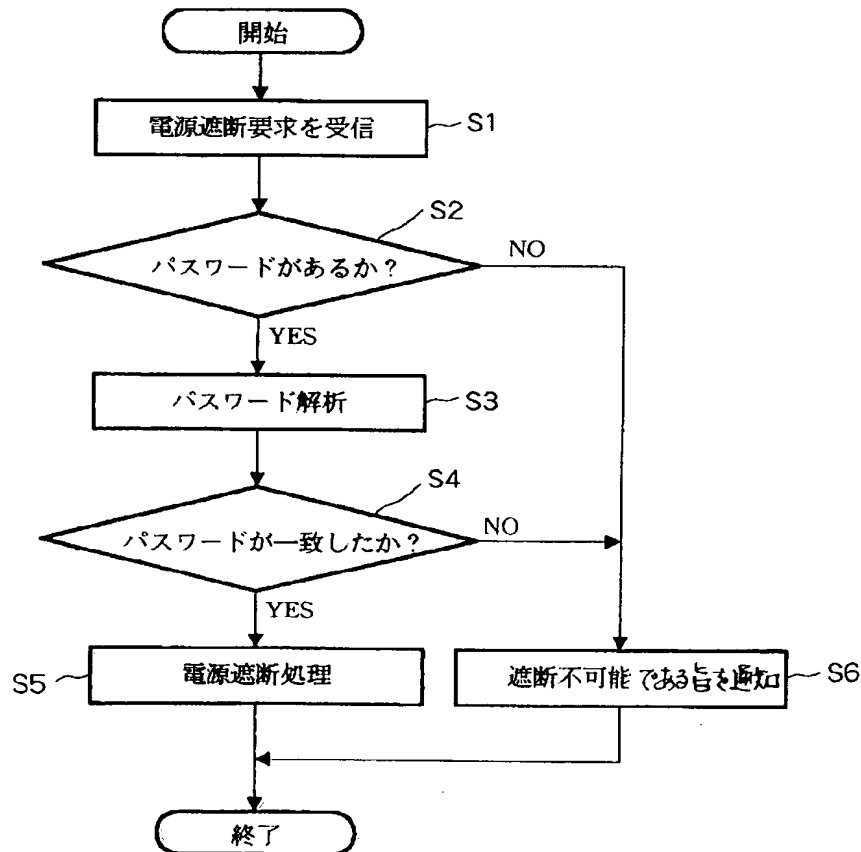 開始
電源遮断要求を受信
S1
S2
パスワードがあるか?
NO
YES
パスワード解析
S3
S4
パスワードが一致したか?
NO
YES
S5
電源遮断処理
遮断不可能である旨を通知
S6
終了